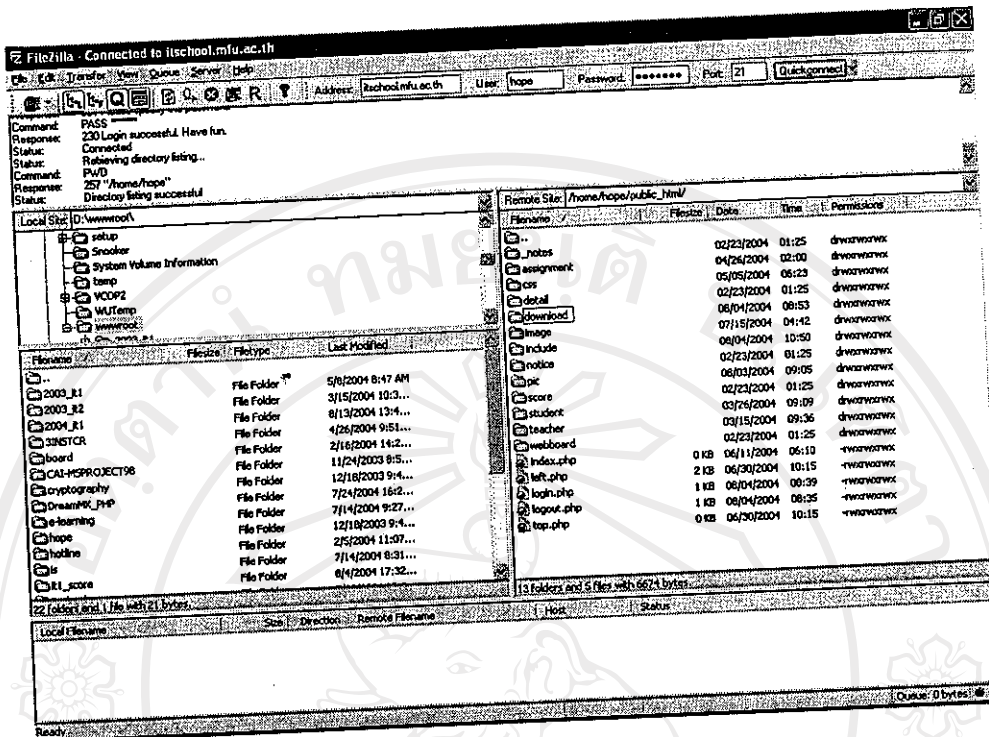 FileZilla - Connected to itschool.mfu.ac.th
File Edit Transfer View Queue Server Help
Address: itschool.mfu.ac.th User: hope Password: ******* Port: 21 Quickconnect
Command: PASS
Response: 230 Login successful. Have fun.
Status: Connected
Status: Retrieving directory listing...
Command: PWD
Response: 257 "/home/hope"
Status: Directory listing successful
Local Site: D:\wwwroot\
setup
Snooker
System Volume Information
temp
VCOP2
WUTemp
wwwroot
Filename / Filesize Filetype Last Modified
..
2003_it1 File Folder 5/8/2004 8:47 AM
2003_it2 File Folder 3/15/2004 10:3...
2004_it1 File Folder 8/13/2004 13:4...
3INSTCR File Folder 4/26/2004 9:51...
board File Folder 2/16/2004 14:2...
CAI-MSPROJECT98 File Folder 11/24/2003 8:5...
cryptography File Folder 12/18/2003 9:4...
DreamMX_PHP File Folder 7/24/2004 16:2...
e-learning File Folder 7/14/2004 9:27...
hope File Folder 12/18/2003 9:4...
hotline File Folder 2/5/2004 11:07...
is File Folder 7/14/2004 8:31...
it1_score File Folder 8/4/2004 17:32...
22 folders and 1 file with 21 bytes.
Remote Site: /home/hope/public_html/
Filename / Filesize Date Time Permissions
..
_notes 02/23/2004 01:25 drwxrwxrwx
assignment 04/26/2004 02:00 drwxrwxrwx
css 05/05/2004 06:23 drwxrwxrwx
detail 02/23/2004 01:25 drwxrwxrwx
download 08/04/2004 08:53 drwxrwxrwx
image 07/15/2004 04:42 drwxrwxrwx
include 08/04/2004 10:50 drwxrwxrwx
notice 02/23/2004 01:25 drwxrwxrwx
pic 08/03/2004 09:05 drwxrwxrwx
score 02/23/2004 01:25 drwxrwxrwx
student 03/26/2004 09:09 drwxrwxrwx
teacher 03/15/2004 09:36 drwxrwxrwx
webboard 02/23/2004 01:25 drwxrwxrwx
index.php 0 KB 06/11/2004 06:10 -rwxrwxrwx
left.php 2 KB 06/30/2004 10:15 -rwxrwxrwx
login.php 1 KB 08/04/2004 00:39 -rwxrwxrwx
logout.php 1 KB 08/04/2004 08:35 -rwxrwxrwx
top.php 0 KB 06/30/2004 10:15 -rwxrwxrwx
13 folders and 5 files with 6674 bytes.
Local Filename Size Direction Remote Filename Host Status
Ready Queue: 0 bytes